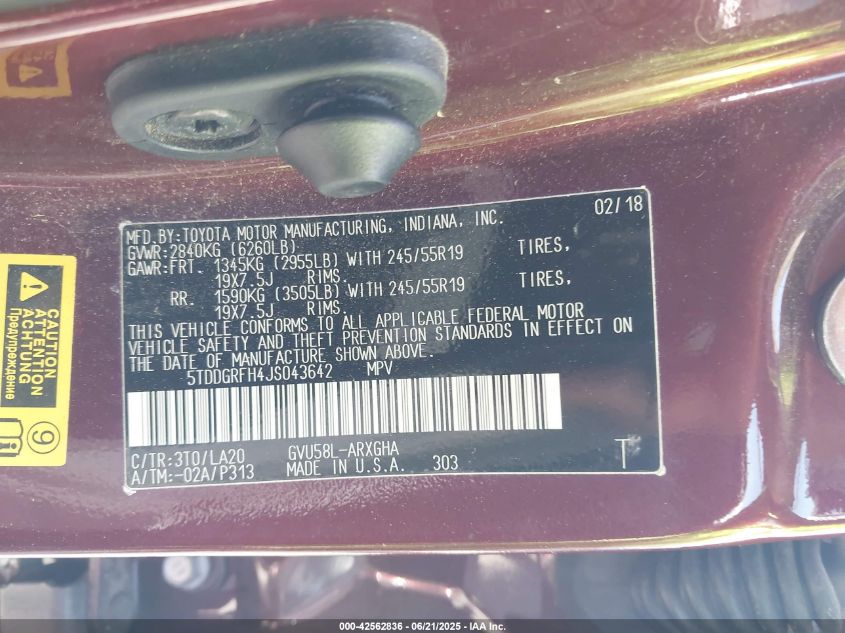 MFD.BY:TOYOTA MOTOR MANUFACTURING, INDIANA, INC. 02/18
GVWR:2840KG (6260LB)
GAWR:FRT. 1345KG (2955LB) WITH 245/55R19 TIRES,
19X7.5J RIMS.
RR. 1590KG (3505LB) WITH 245/55R19 TIRES,
19X7.5J RIMS.
THIS VEHICLE CONFORMS TO ALL APPLICABLE FEDERAL MOTOR
VEHICLE SAFETY AND THEFT PREVENTION STANDARDS IN EFFECT ON
THE DATE OF MANUFACTURE SHOWN ABOVE.
5TDDGRFH4JS043642 MPV
C/TR:3T0/LA20 GVU58L-ARXGHA
A/TM:-02A/P313 MADE IN U.S.A. 303 T
CAUTION
ATTENTION
ACHTUNG
Предупреждение
9
000-42562836 - 06/21/2025 - IAA Inc.